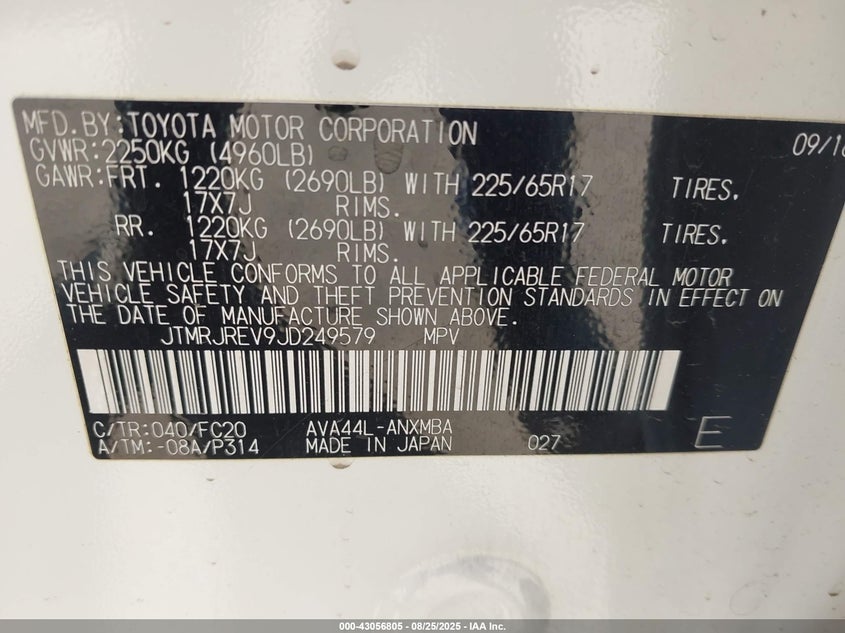 MFD.BY:TOYOTA MOTOR CORPORATION 09/18
GVWR:2250KG (4960LB)
GAWR:FRT. 1220KG (2690LB) WITH 225/65R17 TIRES.
17X7J RIMS.
RR. 1220KG (2690LB) WITH 225/65R17 TIRES.
17X7J RIMS.
THIS VEHICLE CONFORMS TO ALL APPLICABLE FEDERAL MOTOR
VEHICLE SAFETY AND THEFT PREVENTION STANDARDS IN EFFECT ON
THE DATE OF MANUFACTURE SHOWN ABOVE.
JTMRJREV9JD249579 MPV
C/TR:040/FC20 AVA44L-ANXMBA
A/TM:-08A/P314 MADE IN JAPAN 027 E
000-43056805 - 08/25/2025 - IAA Inc.